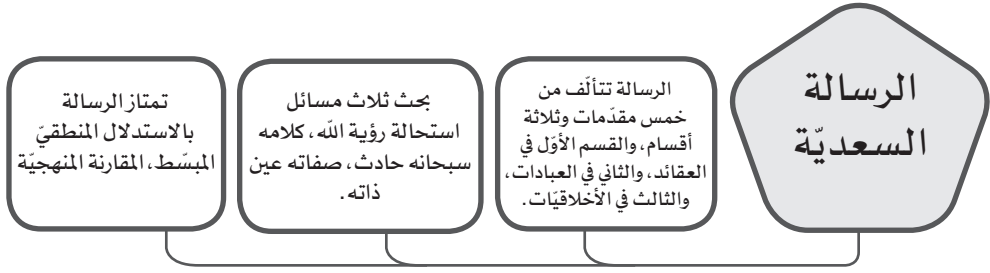 الرسالة
السعديّة
الرسالة تتألّف من
خمس مقدّمات وثلاثة
أقسام، والقسم الأوّل في
العقائد، والثاني في العبادات،
والثالث في الأخلاقيّات.
بحث ثلاث مسائل
استحالة رؤية الله، كلامه
سبحانه حادث، صفاته عين
ذاته.
تمتاز الرسالة
بالاستدلال المنطقيّ
المبسّط، المقارنة المنهجيّة